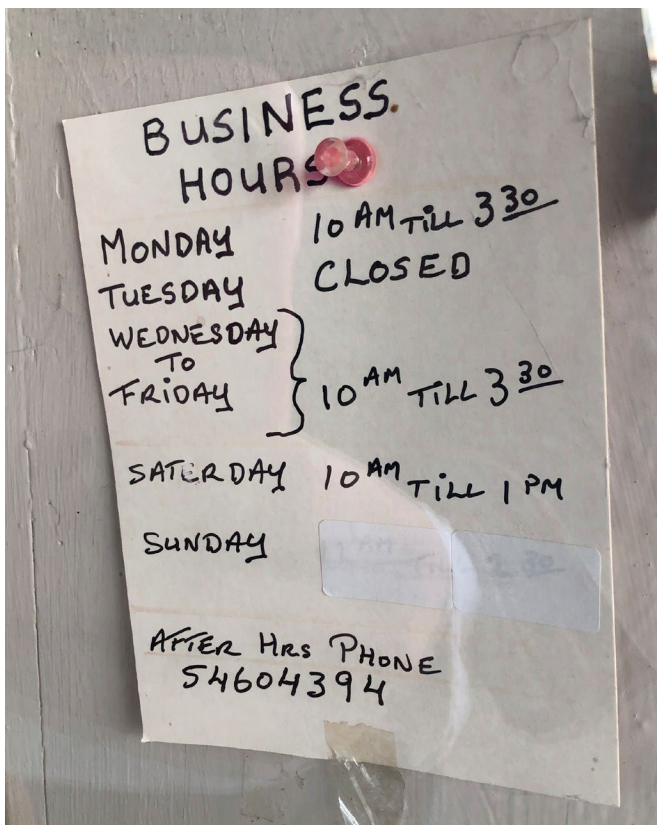 BUSINESS.
HOURS
MONDAY 10 AM TILL 3 30
TUESDAY CLOSED
WEDNESDAY
TO
FRIDAY 10 AM TILL 3 30
SATERDAY 10 AM TILL 1 PM
SUNDAY
AFTER HRS PHONE
54604394